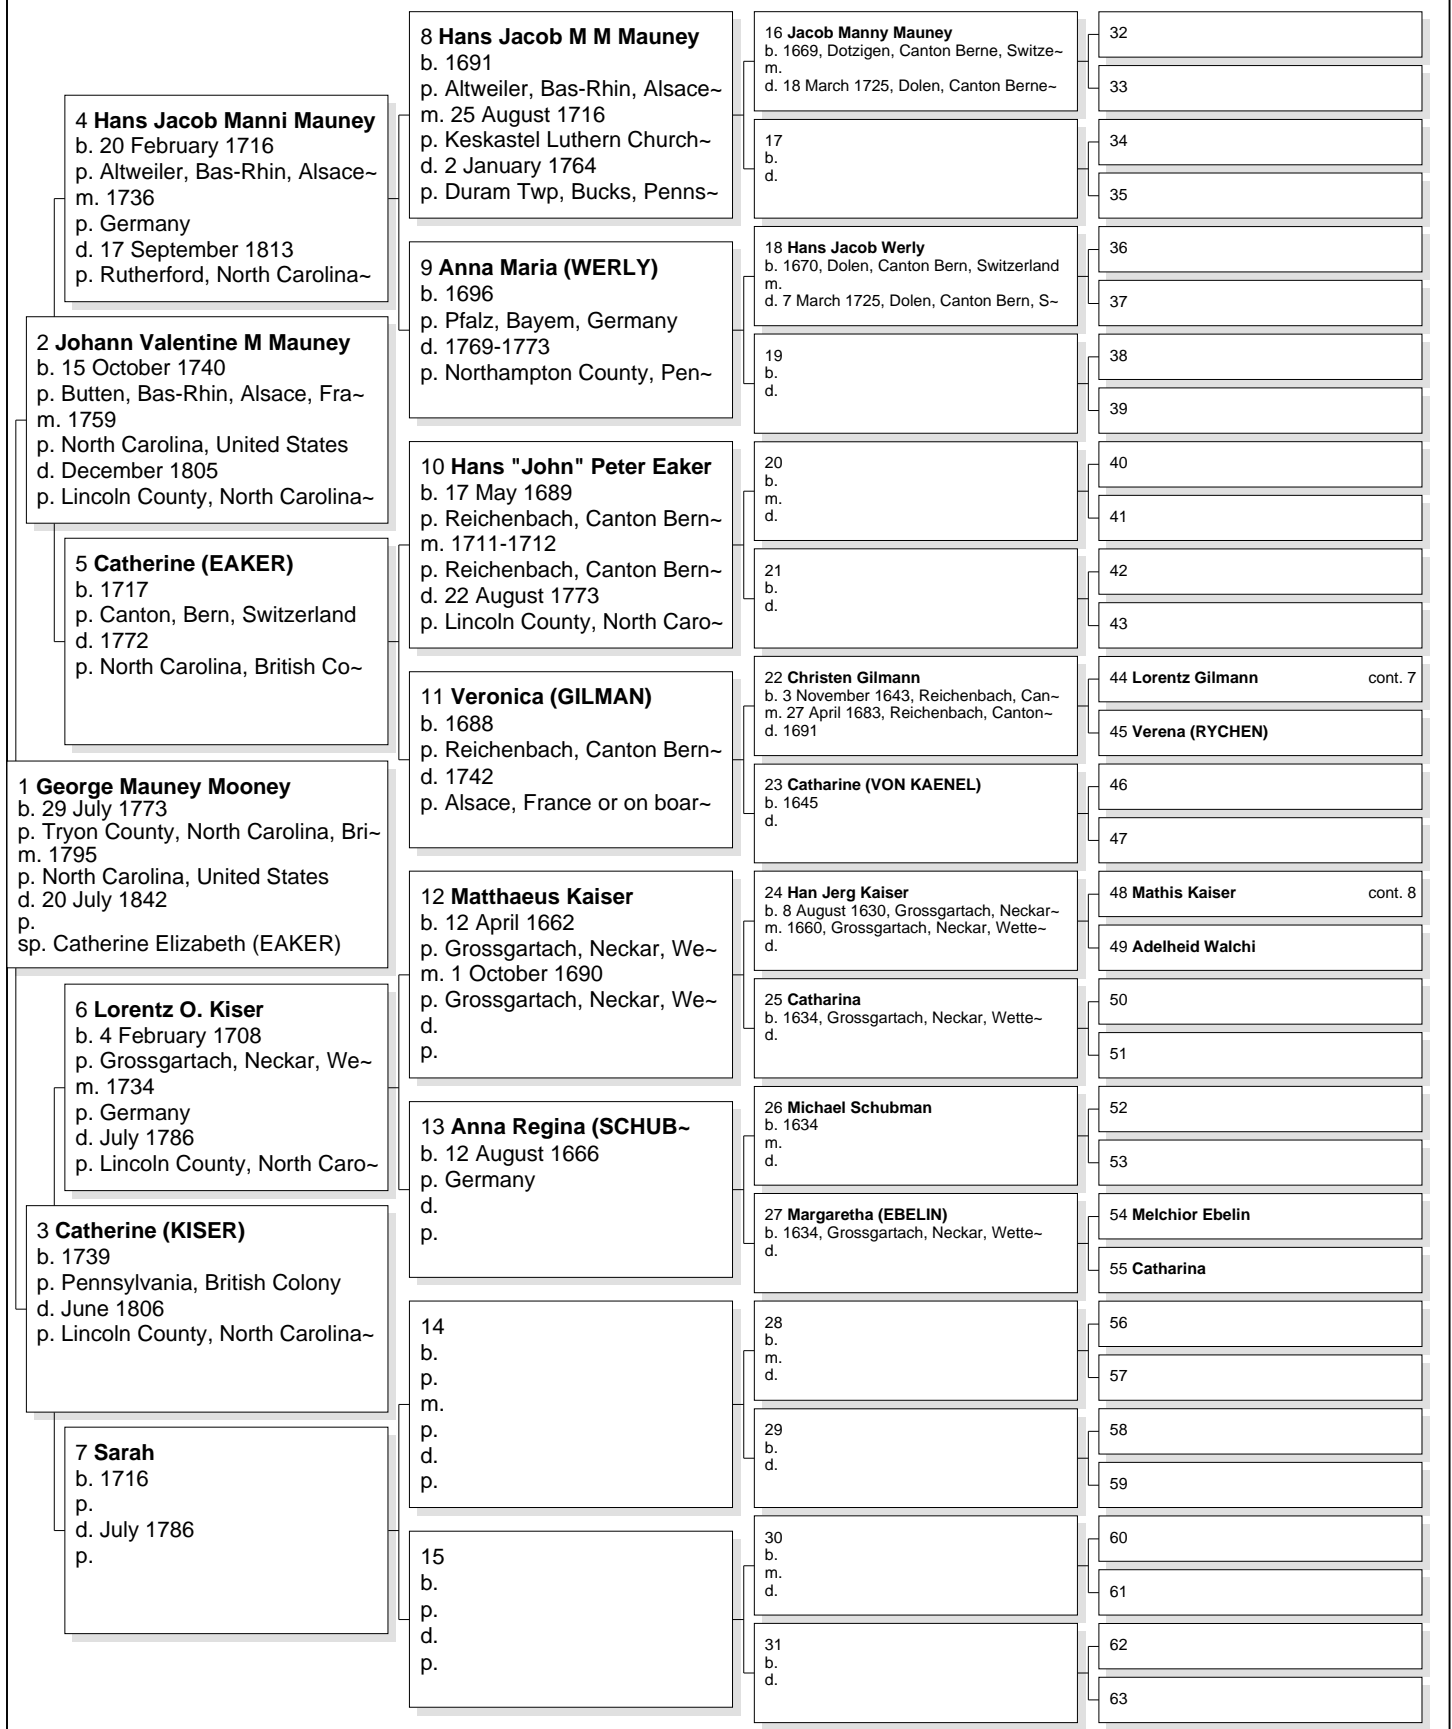 8 Hans Jacob M M Mauney
b. 1691
p. Altweiler, Bas-Rhin, Alsace~
m. 25 August 1716
p. Keskastel Luthern Church~
d. 2 January 1764
p. Duram Twp, Bucks, Penns~
16 Jacob Manny Mauney
b. 1669, Dotzigen, Canton Berne, Switze~
m.
d. 18 March 1725, Dolen, Canton Berne~
32
33
4 Hans Jacob Manni Mauney
b. 20 February 1716
p. Altweiler, Bas-Rhin, Alsace~
m. 1736
p. Germany
d. 17 September 1813
p. Rutherford, North Carolina~
17
b.
d.
34
35
9 Anna Maria (WERLY)
b. 1696
p. Pfalz, Bayem, Germany
d. 1769-1773
p. Northampton County, Pen~
18 Hans Jacob Werly
b. 1670, Dolen, Canton Bern, Switzerland
m.
d. 7 March 1725, Dolen, Canton Bern, S~
36
37
2 Johann Valentine M Mauney
b. 15 October 1740
p. Butten, Bas-Rhin, Alsace, Fra~
m. 1759
p. North Carolina, United States
d. December 1805
p. Lincoln County, North Carolina~
19
b.
d.
38
39
10 Hans "John" Peter Eaker
b. 17 May 1689
p. Reichenbach, Canton Bern~
m. 1711-1712
p. Reichenbach, Canton Bern~
d. 22 August 1773
p. Lincoln County, North Caro~
20
b.
m.
d.
40
41
5 Catherine (EAKER)
b. 1717
p. Canton, Bern, Switzerland
d. 1772
p. North Carolina, British Co~
21
b.
d.
42
43
11 Veronica (GILMAN)
b. 1688
p. Reichenbach, Canton Bern~
d. 1742
p. Alsace, France or on boar~
22 Christen Gilmann
b. 3 November 1643, Reichenbach, Can~
m. 27 April 1683, Reichenbach, Canton~
d. 1691
44 Lorentz Gilmann cont. 7
45 Verena (RYCHEN)
1 George Mauney Mooney
b. 29 July 1773
p. Tryon County, North Carolina, Bri~
m. 1795
p. North Carolina, United States
d. 20 July 1842
p.
sp. Catherine Elizabeth (EAKER)
23 Catharine (VON KAENEL)
b. 1645
d.
46
47
12 Matthaeus Kaiser
b. 12 April 1662
p. Grossgartach, Neckar, We~
m. 1 October 1690
p. Grossgartach, Neckar, We~
d.
p.
24 Han Jerg Kaiser
b. 8 August 1630, Grossgartach, Neckar~
m. 1660, Grossgartach, Neckar, Wette~
d.
48 Mathis Kaiser cont. 8
49 Adelheid Walchi
6 Lorentz O. Kiser
b. 4 February 1708
p. Grossgartach, Neckar, We~
m. 1734
p. Germany
d. July 1786
p. Lincoln County, North Caro~
25 Catharina
b. 1634, Grossgartach, Neckar, Wette~
d.
50
51
13 Anna Regina (SCHUB~
b. 12 August 1666
p. Germany
d.
p.
26 Michael Schubman
b. 1634
m.
d.
52
53
3 Catherine (KISER)
b. 1739
p. Pennsylvania, British Colony
d. June 1806
p. Lincoln County, North Carolina~
27 Margaretha (EBELIN)
b. 1634, Grossgartach, Neckar, Wette~
d.
54 Melchior Ebelin
55 Catharina
14
b.
p.
m.
p.
d.
p.
28
b.
m.
d.
56
57
7 Sarah
b. 1716
p.
d. July 1786
p.
29
b.
d.
58
59
15
b.
p.
d.
p.
30
b.
m.
d.
60
61
31
b.
d.
62
63